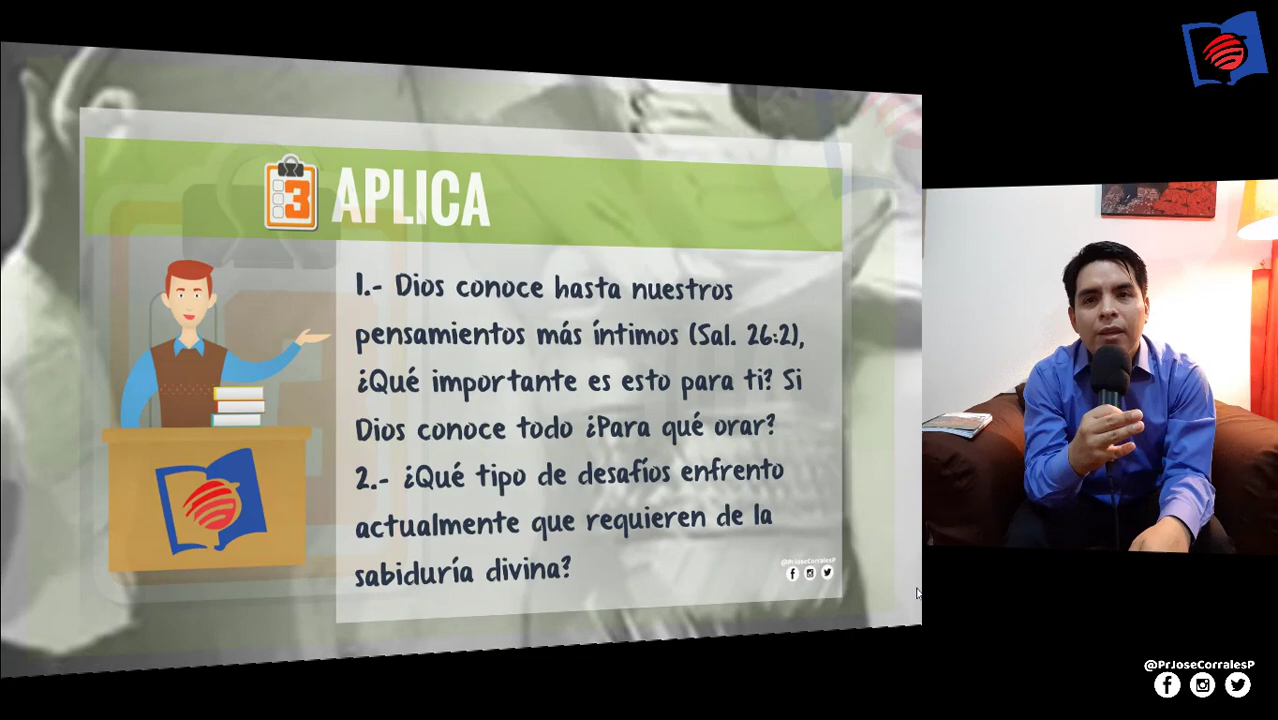 3 APLICA
1.- Dios conoce hasta nuestros
pensamientos más íntimos (Sal. 26:2),
¿Qué importante es esto para ti? Si
Dios conoce todo ¿Para qué orar?
2.- ¿Qué tipo de desafíos enfrento
actualmente que requieren de la
sabiduría divina?
@PrJoseCorralesP
@PrJoseCorralesP